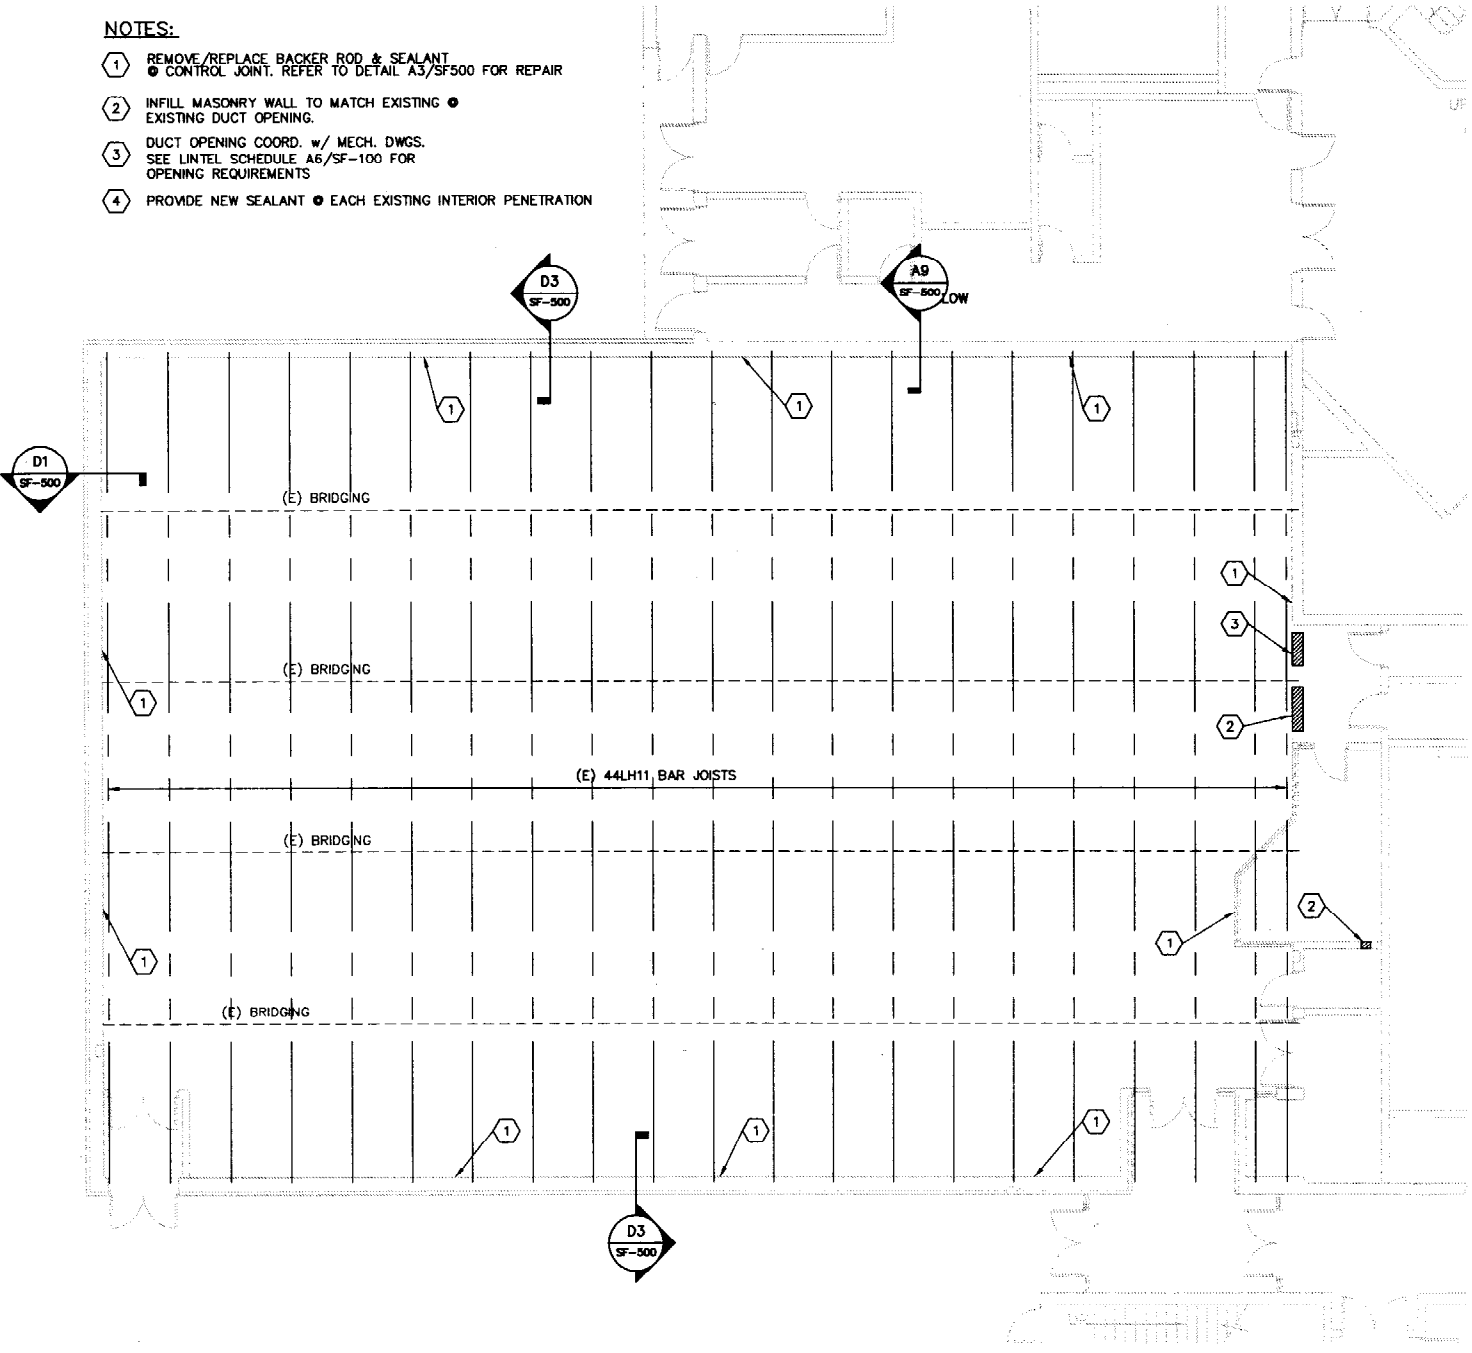 NOTES:
1 REMOVE/REPLACE BACKER ROD & SEALANT
@ CONTROL JOINT. REFER TO DETAIL A3/SF500 FOR REPAIR
2 INFILL MASONRY WALL TO MATCH EXISTING @
EXISTING DUCT OPENING.
3 DUCT OPENING COORD. w/ MECH. DWGS.
SEE LINTEL SCHEDULE A6/SF-100 FOR
OPENING REQUIREMENTS
4 PROVIDE NEW SEALANT @ EACH EXISTING INTERIOR PENETRATION
UP
D3
SF-500
A9
SF-500
LOW
1
1
1
D1
SF-500
(E) BRIDGING
1
3
(E) BRIDGING
1
2
(E) 44LH11 BAR JOISTS
(E) BRIDGING
2
1
1
(E) BRIDGING
1
1
1
D3
SF-500